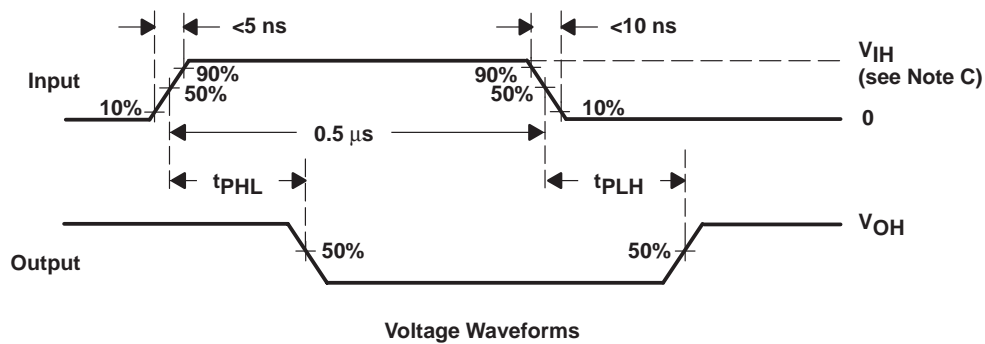 <5 ns
<10 ns
Input
90%
50%
10%
90%
50%
10%
VIH
(see Note C)
0
0.5 μs
tPHL
tPLH
Output
50%
50%
VOH
Voltage Waveforms